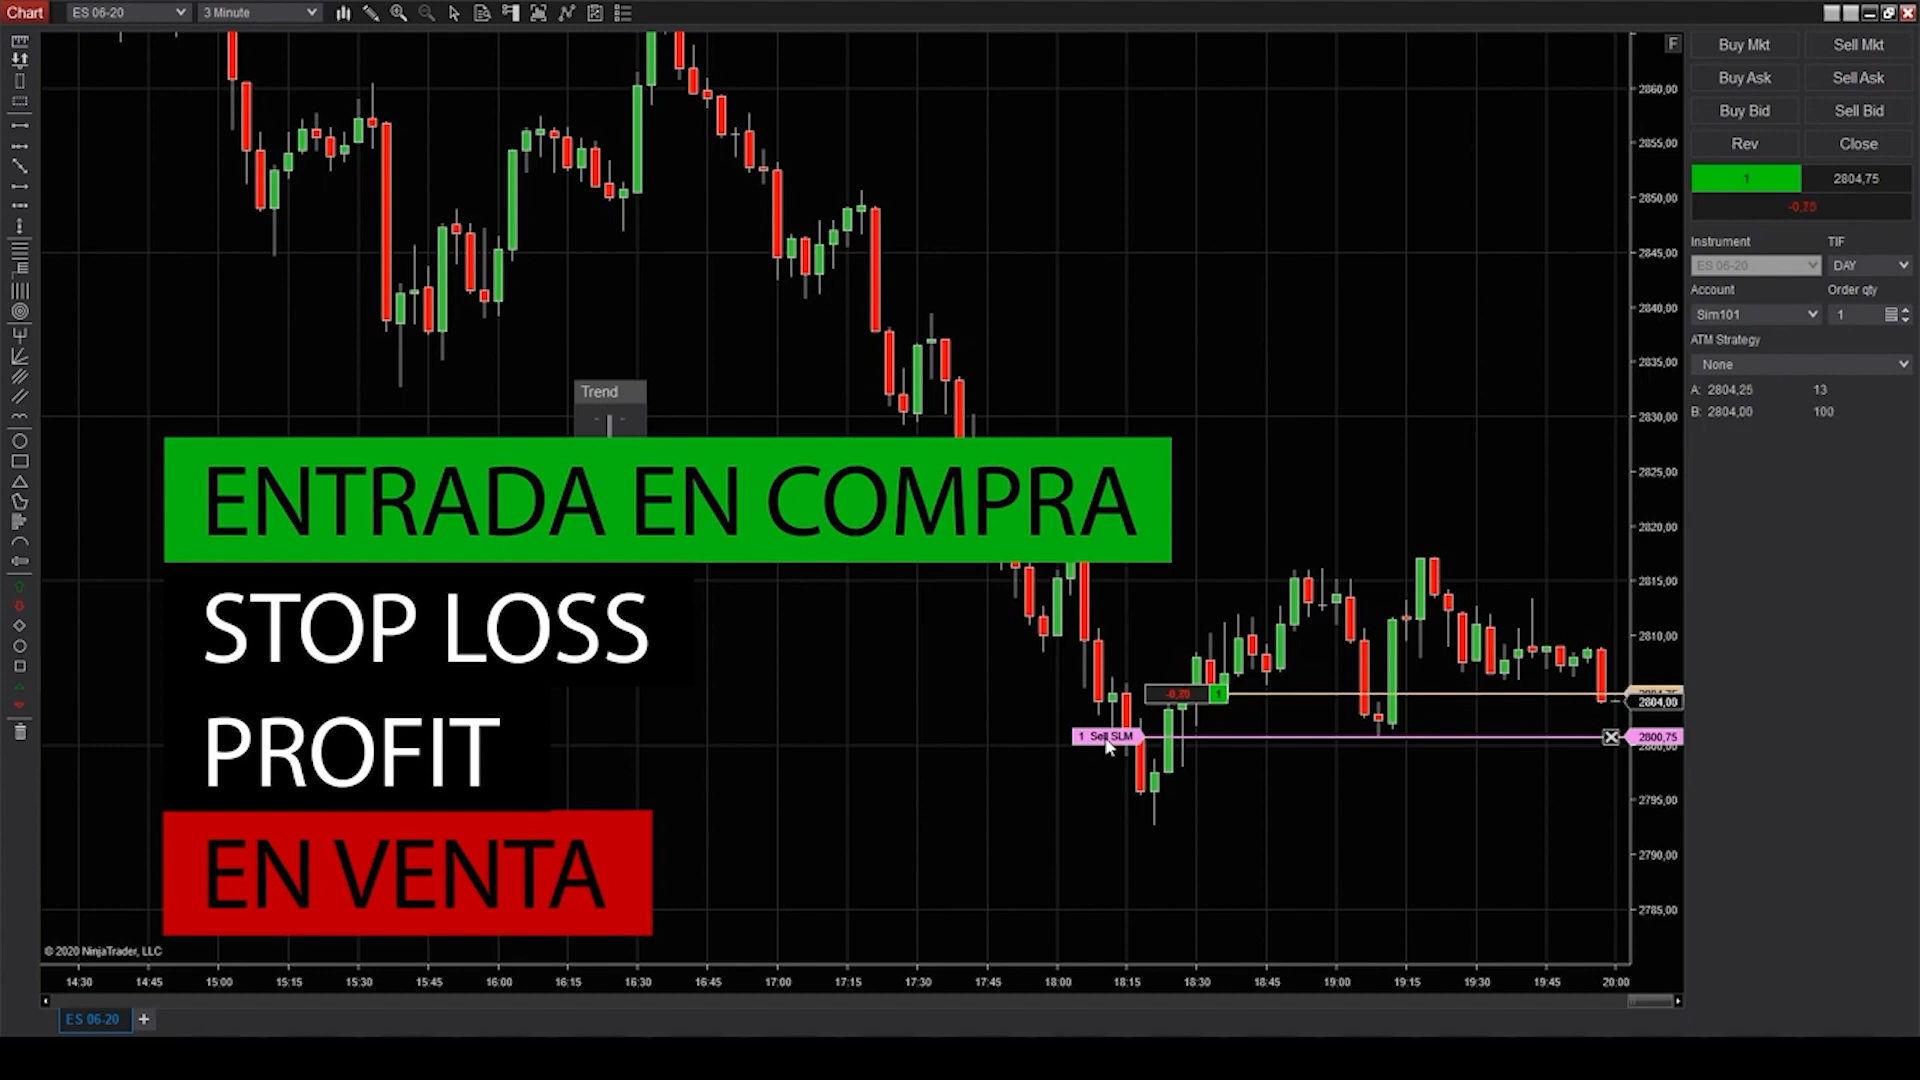 Chart ES 06-20 3 Minute
F
Buy Mkt Sell Mkt
Buy Ask Sell Ask
Buy Bid Sell Bid
Rev Close
1 2804,75
Instrument TIF
ES 06-20 DAY
Account Order qty
Sim101 1
ATM Strategy
None
A: 2804,25 13
B: 2804,00 100
2860,00
2855,00
2850,00
2845,00
2840,00
2835,00
2830,00
2825,00
2820,00
2815,00
2810,00
2804,00
2800,75
2800,00
2795,00
2790,00
2785,00
Trend
ENTRADA EN COMPRA
STOP LOSS
PROFIT
EN VENTA
1
1 Sell SLM
© 2020 NinjaTrader, LLC
14:30 14:45 15:00 15:15 15:30 15:45 16:00 16:15 16:30 16:45 17:00 17:15 17:30 17:45 18:00 18:15 18:30 18:45 19:00 19:15 19:30 19:45 20:00
ES 06-20 +